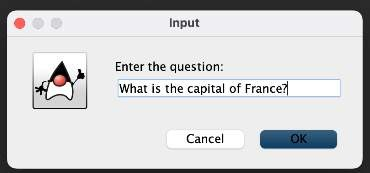 Input
Enter the question:
What is the capital of France?
Cancel
OK